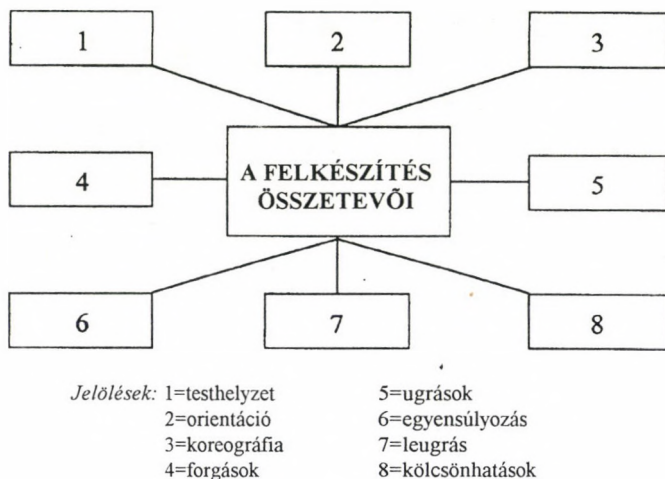 1
2
3
A FELKÉSZÍTÉS
ÖSSZETEVŐI
4
5
6
7
8
Jelölések: 1=testhelyzet
2=orientáció
3=koreográfia
4=forgások
5=ugrások
6=egyensúlyozás
7=leugrás
8=kölcsönhatások